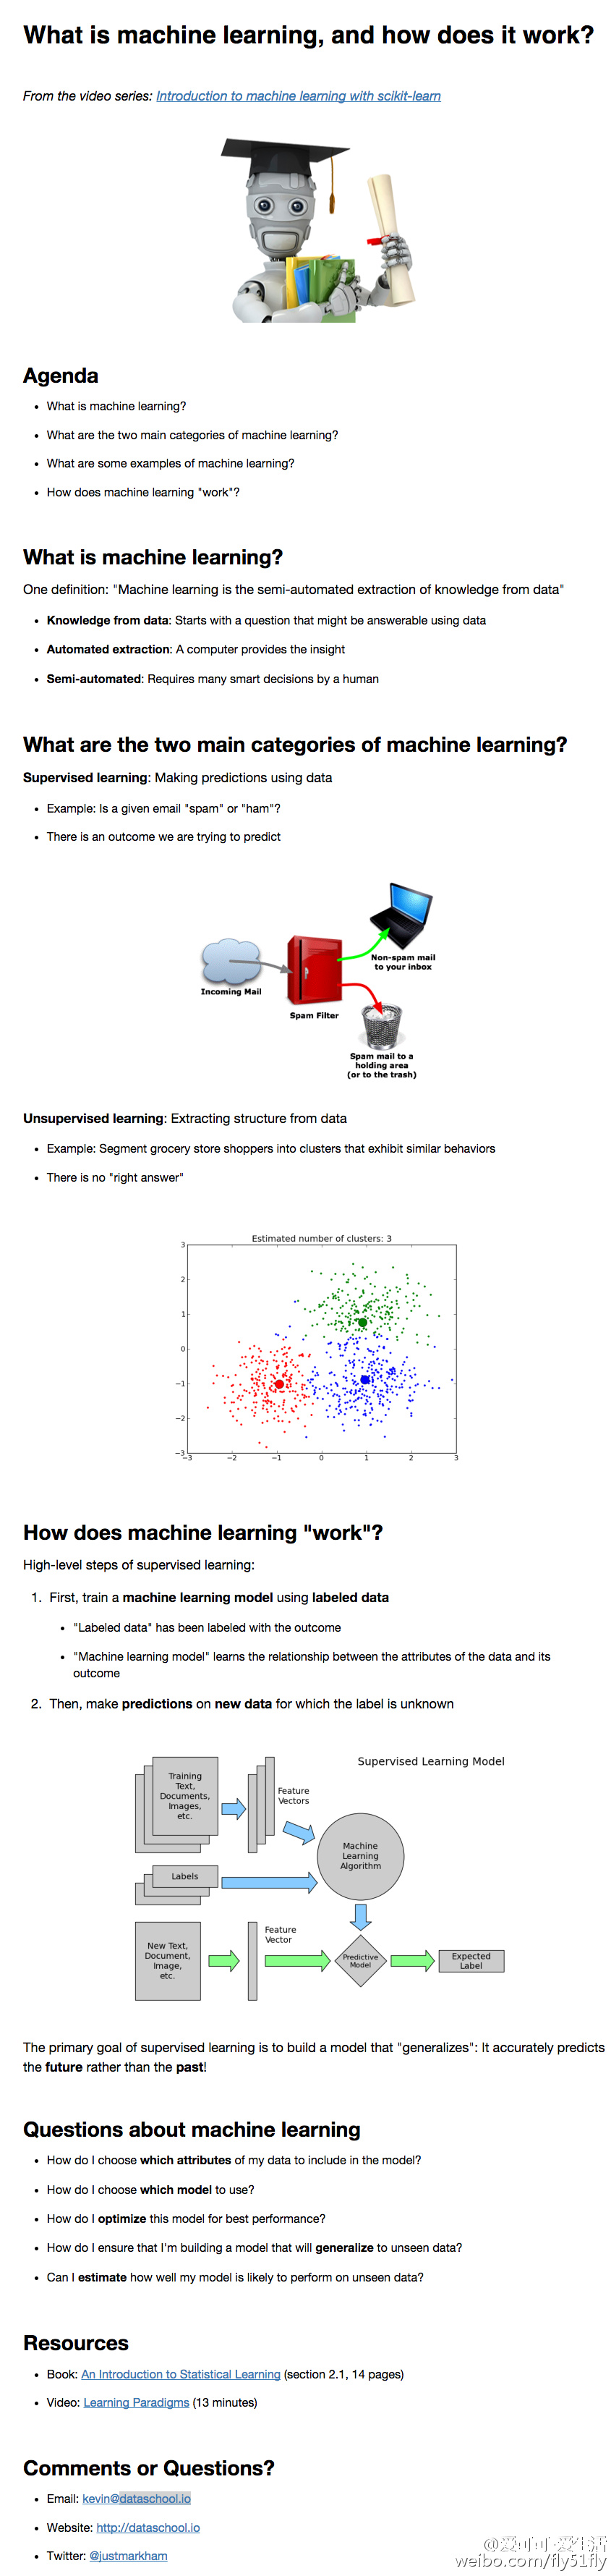 What is machine learning, and how does it work?
From the video series: Introduction to machine learning with scikit-learn
Agenda
• What is machine learning?
• What are the two main categories of machine learning?
• What are some examples of machine learning?
• How does machine learning "work"?
What is machine learning?
One definition: "Machine learning is the semi-automated extraction of knowledge from data"
• Knowledge from data: Starts with a question that might be answerable using data
• Automated extraction: A computer provides the insight
• Semi-automated: Requires many smart decisions by a human
What are the two main categories of machine learning?
Supervised learning: Making predictions using data
• Example: Is a given email "spam" or "ham"?
• There is an outcome we are trying to predict
Incoming Mail
Spam Filter
Non-spam mail
to your inbox
Spam mail to a
holding area
(or to the trash)
Unsupervised learning: Extracting structure from data
• Example: Segment grocery store shoppers into clusters that exhibit similar behaviors
• There is no "right answer"
Estimated number of clusters: 3
3
2
1
0
−1
−2
−3
−3 −2 −1 0 1 2 3
How does machine learning "work"?
High-level steps of supervised learning:
1. First, train a machine learning model using labeled data
• "Labeled data" has been labeled with the outcome
• "Machine learning model" learns the relationship between the attributes of the data and its
outcome
2. Then, make predictions on new data for which the label is unknown
Supervised Learning Model
Training
Text,
Documents,
Images,
etc.
Feature
Vectors
Machine
Learning
Algorithm
Labels
New Text,
Document,
Image,
etc.
Feature
Vector
Predictive
Model
Expected
Label
The primary goal of supervised learning is to build a model that "generalizes": It accurately predicts
the future rather than the past!
Questions about machine learning
• How do I choose which attributes of my data to include in the model?
• How do I choose which model to use?
• How do I optimize this model for best performance?
• How do I ensure that I'm building a model that will generalize to unseen data?
• Can I estimate how well my model is likely to perform on unseen data?
Resources
• Book: An Introduction to Statistical Learning (section 2.1, 14 pages)
• Video: Learning Paradigms (13 minutes)
Comments or Questions?
• Email: kevin@dataschool.io
• Website: http://dataschool.io
• Twitter: @justmarkham
@爱可可-爱生活
weibo.com/fly51fly